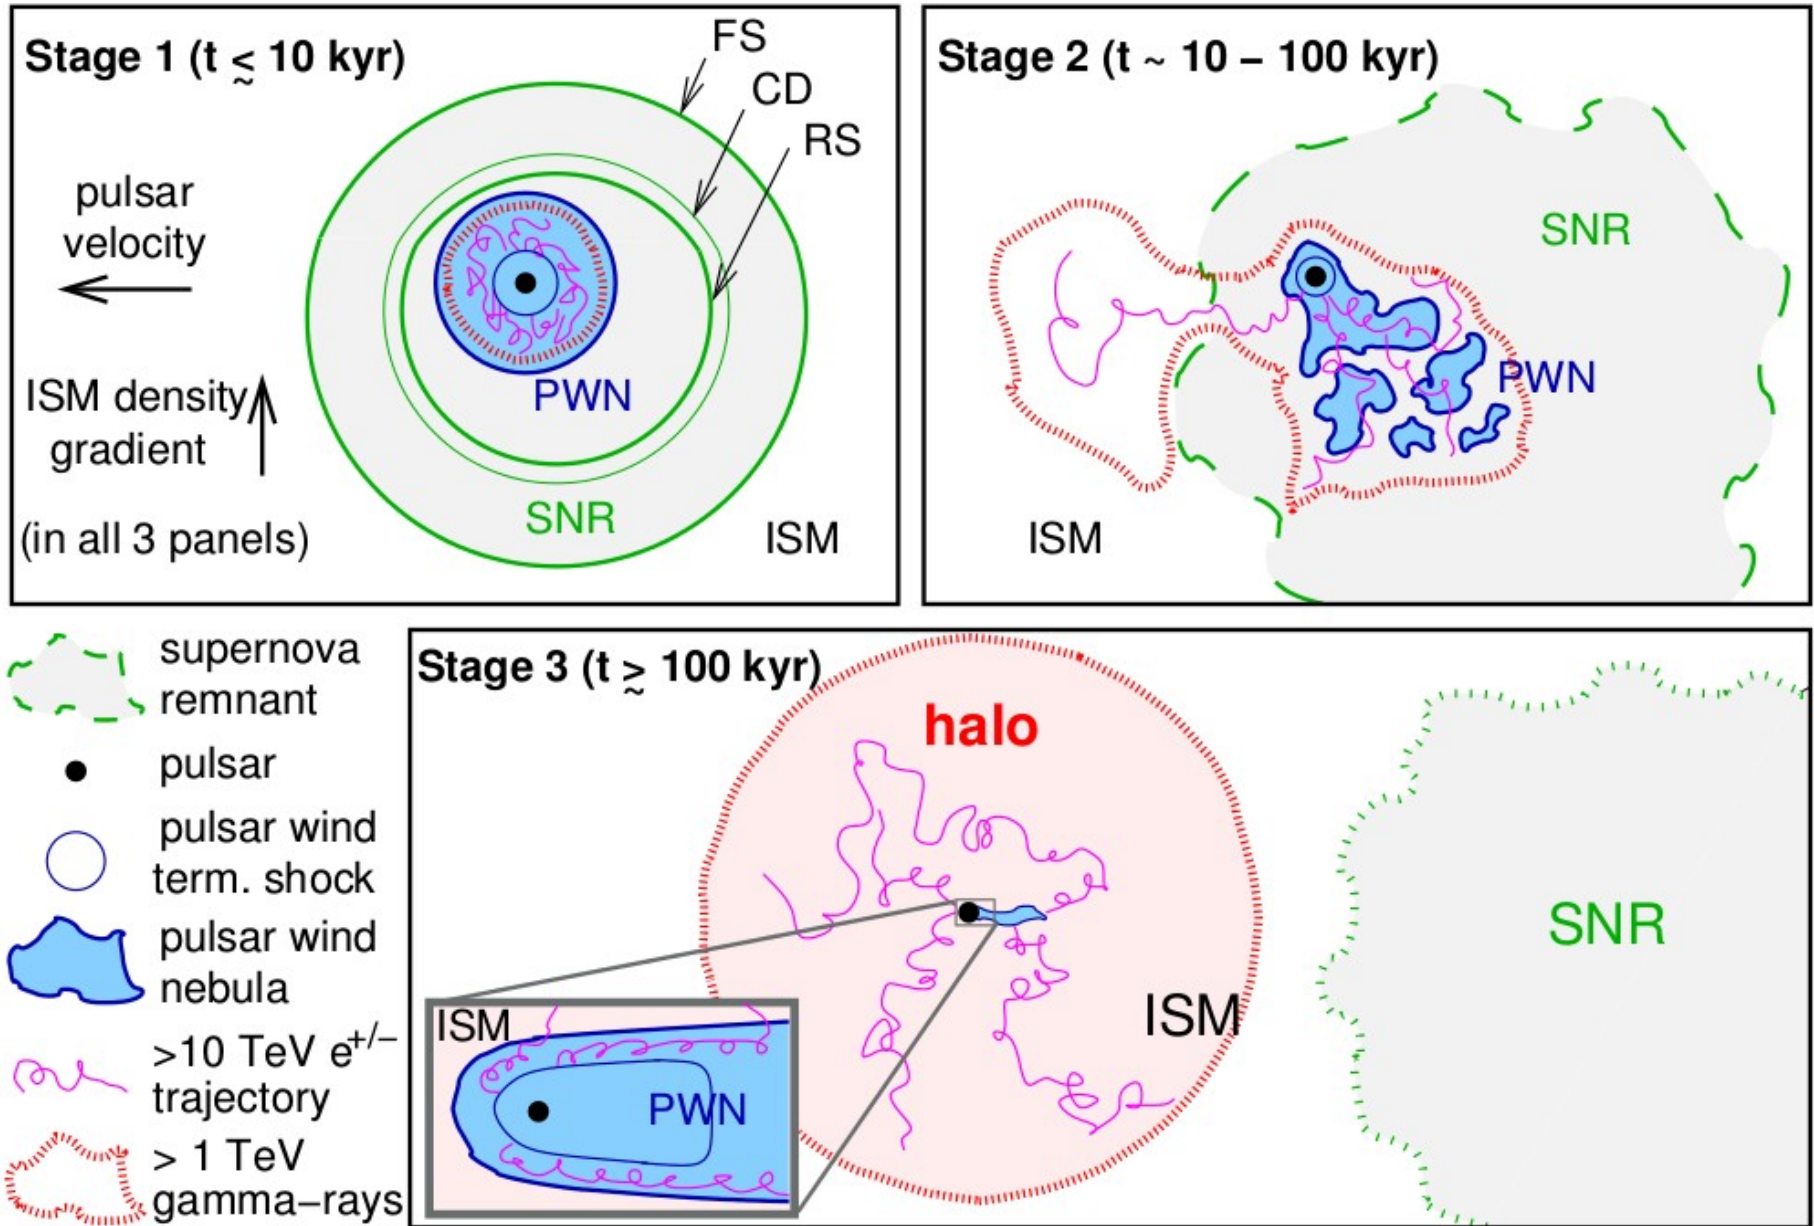 Stage 1 (t ≲ 10 kyr)
FS
CD
RS
pulsar
velocity
ISM density
gradient
(in all 3 panels)
PWN
SNR
ISM
Stage 2 (t ~ 10 – 100 kyr)
SNR
PWN
ISM
supernova
remnant
pulsar
pulsar wind
term. shock
pulsar wind
nebula
>10 TeV e+/−
trajectory
> 1 TeV
gamma−rays
Stage 3 (t ≳ 100 kyr)
halo
ISM
SNR
ISM
PWN